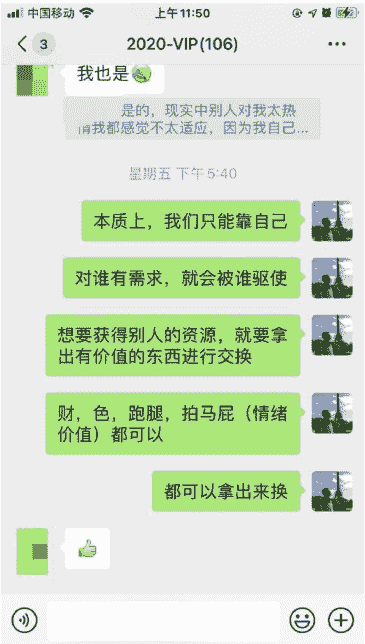 中国移动
上午11:50
3
2020-VIP(106)
我也是
是的，现实中别人对我太热
情我都感觉不太适应，因为我自己...
星期五 下午5:40
本质上，我们只能靠自己
对谁有需求，就会被谁驱使
想要获得别人的资源，就要拿
出有价值的东西进行交换
财，色，跑腿，拍马屁（情绪
价值）都可以
都可以拿出来换